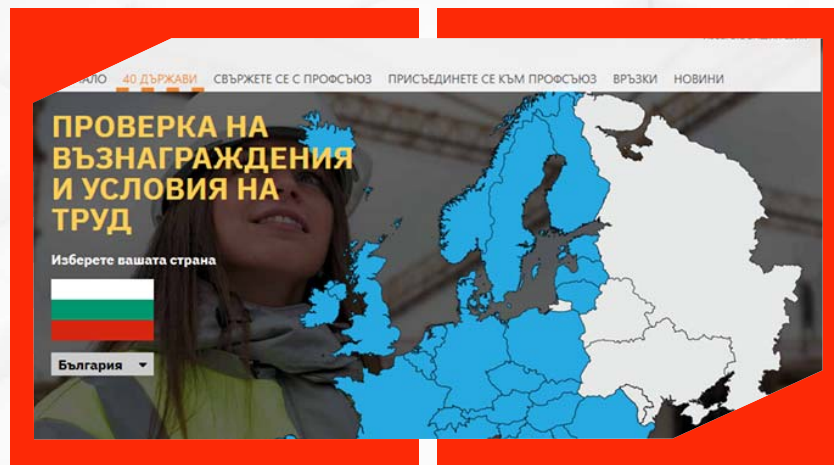 40 ДЪРЖАВИ СВЪРЖЕТЕ СЕ С ПРОФСЪЮЗ ПРИСЪЕДИНЕТЕ СЕ КЪМ ПРОФСЪЮЗ ВРЪЗКИ НОВИНИ
ПРОВЕРКА НА
ВЪЗНАГРАЖДЕНИЯ
И УСЛОВИЯ НА
ТРУД
Изберете вашата страна
България